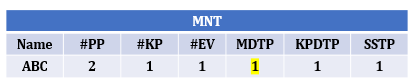 MNT
Name #PP #KP #EV MDTP KPDTP SSTP
ABC 2 1 1 1 1 1